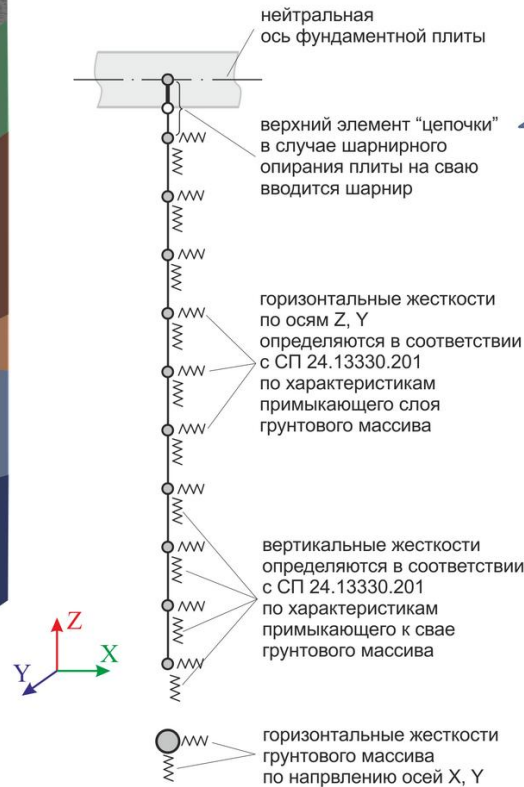 нейтральная
ось фундаментной плиты
верхний элемент “цепочки”
в случае шарнирного
опирания плиты на сваю
вводится шарнир
горизонтальные жесткости
по осям Z, Y
определяются в соответствии
с СП 24.13330.201
по характеристикам
примыкающего слоя
грунтового массива
вертикальные жесткости
определяются в соответствии
с СП 24.13330.201
по характеристикам
примыкающего к свае
грунтового массива
Z
X
Y
горизонтальные жесткости
грунтового массива
по напрвлению осей X, Y